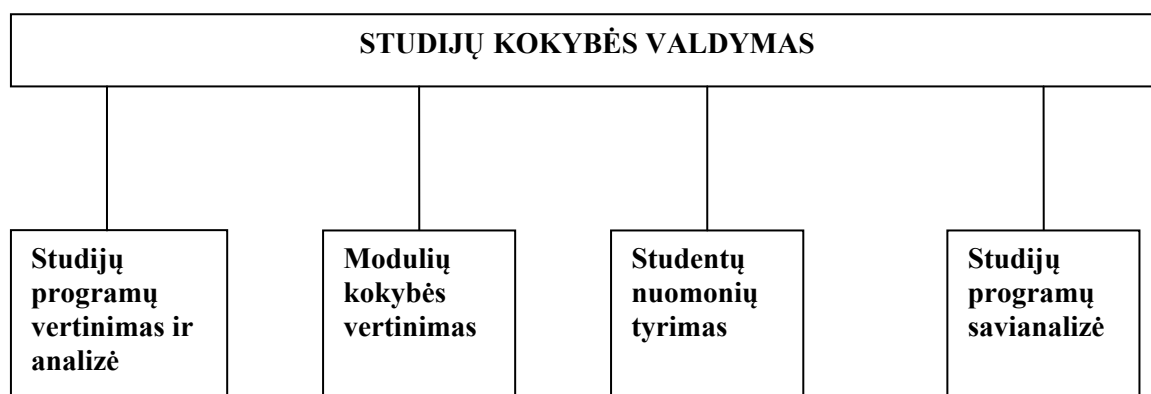 STUDIJŲ KOKYBĖS VALDYMAS
Studijų
programų
vertinimas ir
analizė
Modulių
kokybės
vertinimas
Studentų
nuomonių
tyrimas
Studijų
programų
savianalizė